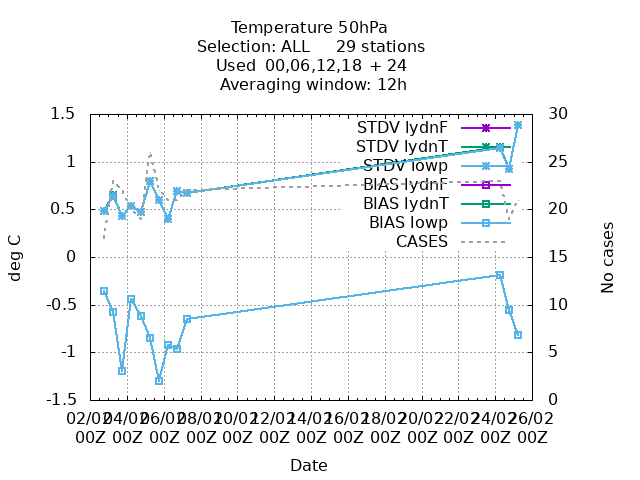 Temperature 50hPa
Selection: ALL 29 stations
Used 00,06,12,18 + 24
Averaging window: 12h
1.5
1
0.5
0
-0.5
-1
-1.5
deg C
30
25
20
15
10
5
0
No cases
STDV lydnF
STDV lydnT
STDV lowp
BIAS lydnF
BIAS lydnT
BIAS lowp
CASES
02/02 04/02 06/02 08/02 10/02 12/02 14/02 16/02 18/02 20/02 22/02 24/02 26/02
00Z 00Z 00Z 00Z 00Z 00Z 00Z 00Z 00Z 00Z 00Z 00Z 00Z
Date